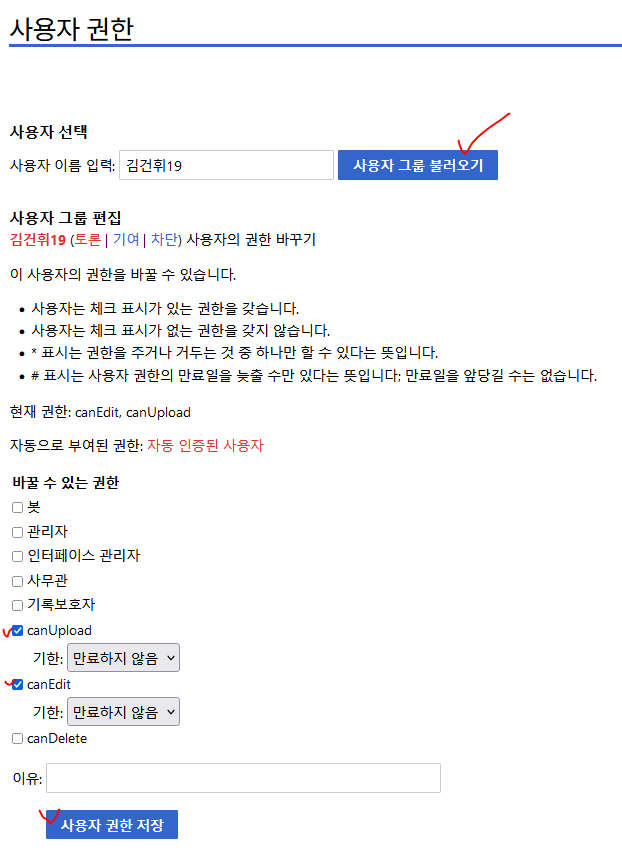 사용자 권한
사용자 선택
사용자 이름 입력: 김건휘19 사용자 그룹 불러오기
사용자 그룹 편집
김건휘19 (토론 | 기여 | 차단) 사용자의 권한 바꾸기
이 사용자의 권한을 바꿀 수 있습니다.
• 사용자는 체크 표시가 있는 권한을 갖습니다.
• 사용자는 체크 표시가 없는 권한을 갖지 않습니다.
• * 표시는 권한을 주거나 거두는 것 중 하나만 할 수 있다는 뜻입니다.
• # 표시는 사용자 권한의 만료일을 늦출 수만 있다는 뜻입니다; 만료일을 앞당길 수는 없습니다.
현재 권한: canEdit, canUpload
자동으로 부여된 권한: 자동 인증된 사용자
바꿀 수 있는 권한
봇
관리자
인터페이스 관리자
사무관
기록보호자
canUpload
기한: 만료하지 않음
canEdit
기한: 만료하지 않음
canDelete
이유:
사용자 권한 저장